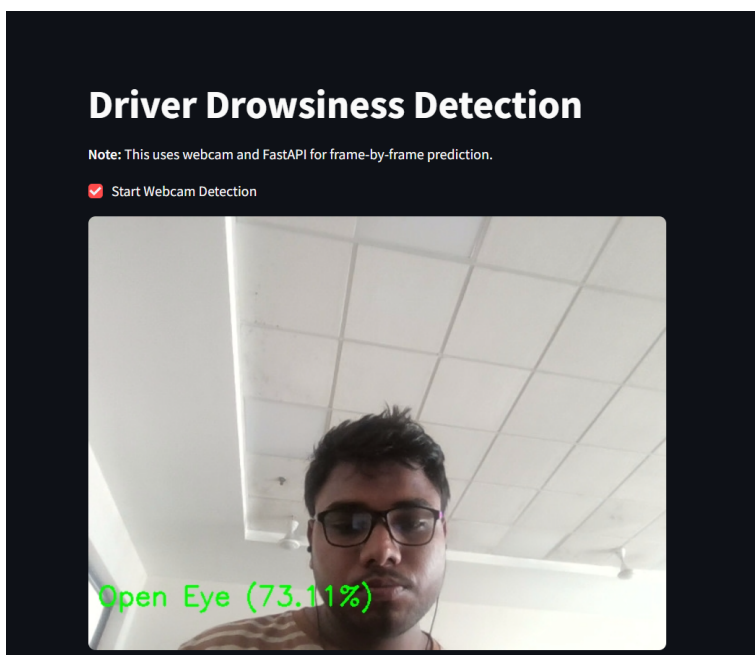 Driver Drowsiness Detection
Note: This uses webcam and FastAPI for frame-by-frame prediction.
Start Webcam Detection
Open Eye (73.11%)